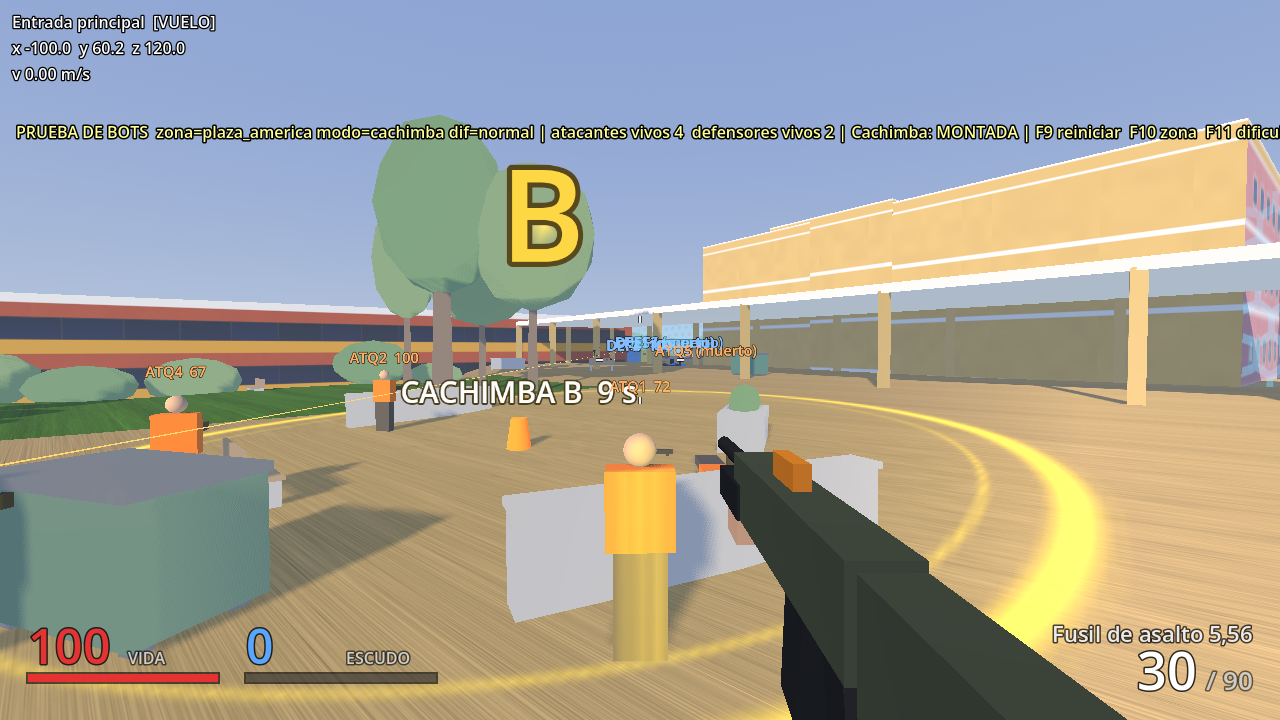 Entrada principal [VUELO]
x -100.0 y 60.2 z 120.0
v 0.00 m/s
PRUEBA DE BOTS zona=plaza_america modo=cachimba dif=normal | atacantes vivos 4 defensores vivos 2 | Cachimba: MONTADA | F9 reiniciar F10 zona F11 dificu
B
ATQ2 100
ATQ3 (muerto)
ATQ4 67
CACHIMBA B 9 s
ATQ1 72
100 VIDA
0 ESCUDO
Fusil de asalto 5,56
30 / 90